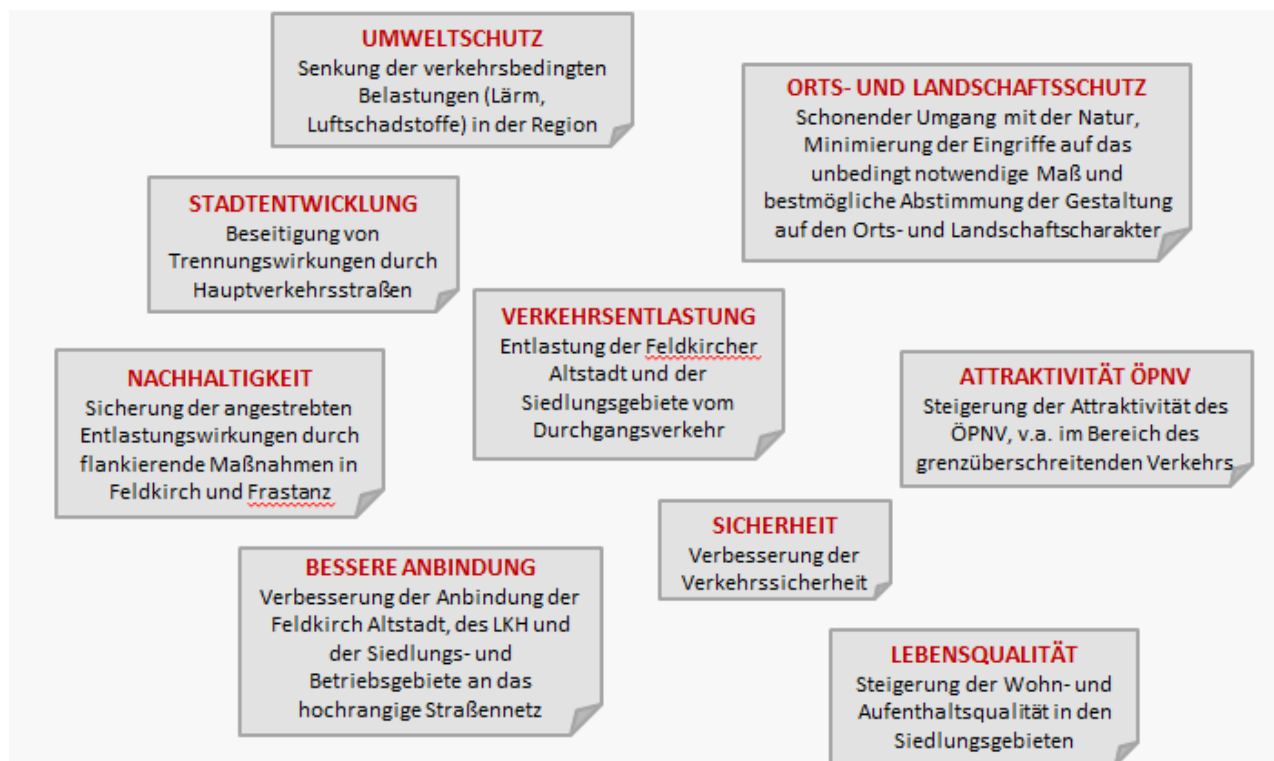 UMWELTSCHUTZ
Senkung der verkehrsbedingten
Belastungen (Lärm,
Luftschadstoffe) in der Region
ORTS- UND LANDSCHAFTSSCHUTZ
Schonender Umgang mit der Natur,
Minimierung der Eingriffe auf das
unbedingt notwendige Maß und
bestmögliche Abstimmung der Gestaltung
auf den Orts- und Landschaftscharakter
STADTENTWICKLUNG
Beseitigung von
Trennungswirkungen durch
Hauptverkehrsstraßen
VERKEHRSENTLASTUNG
Entlastung der Feldkircher
Altstadt und der
Siedlungsgebiete vom
Durchgangsverkehr
NACHHALTIGKEIT
Sicherung der angestrebten
Entlastungswirkungen durch
flankierende Maßnahmen in
Feldkirch und Frastanz
ATTRAKTIVITÄT ÖPNV
Steigerung der Attraktivität des
ÖPNV, v.a. im Bereich des
grenzüberschreitenden Verkehrs
SICHERHEIT
Verbesserung der
Verkehrssicherheit
BESSERE ANBINDUNG
Verbesserung der Anbindung der
Feldkirch Altstadt, des LKH und
der Siedlungs- und
Betriebsgebiete an das
hochrangige Straßennetz
LEBENSQUALITÄT
Steigerung der Wohn- und
Aufenthaltsqualität in den
Siedlungsgebieten